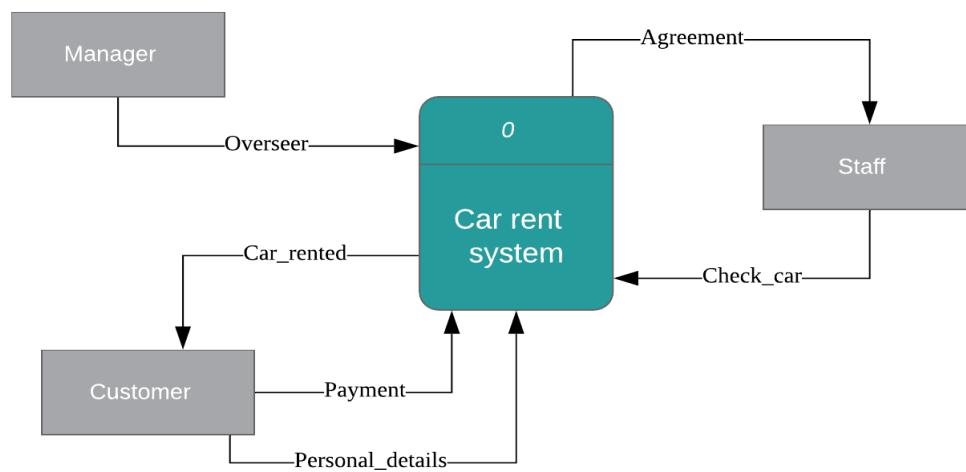 Agreement
Manager
0
Overseer
Staff
Car rent
system
Car_rented
Check_car
Customer
Payment
Personal_details